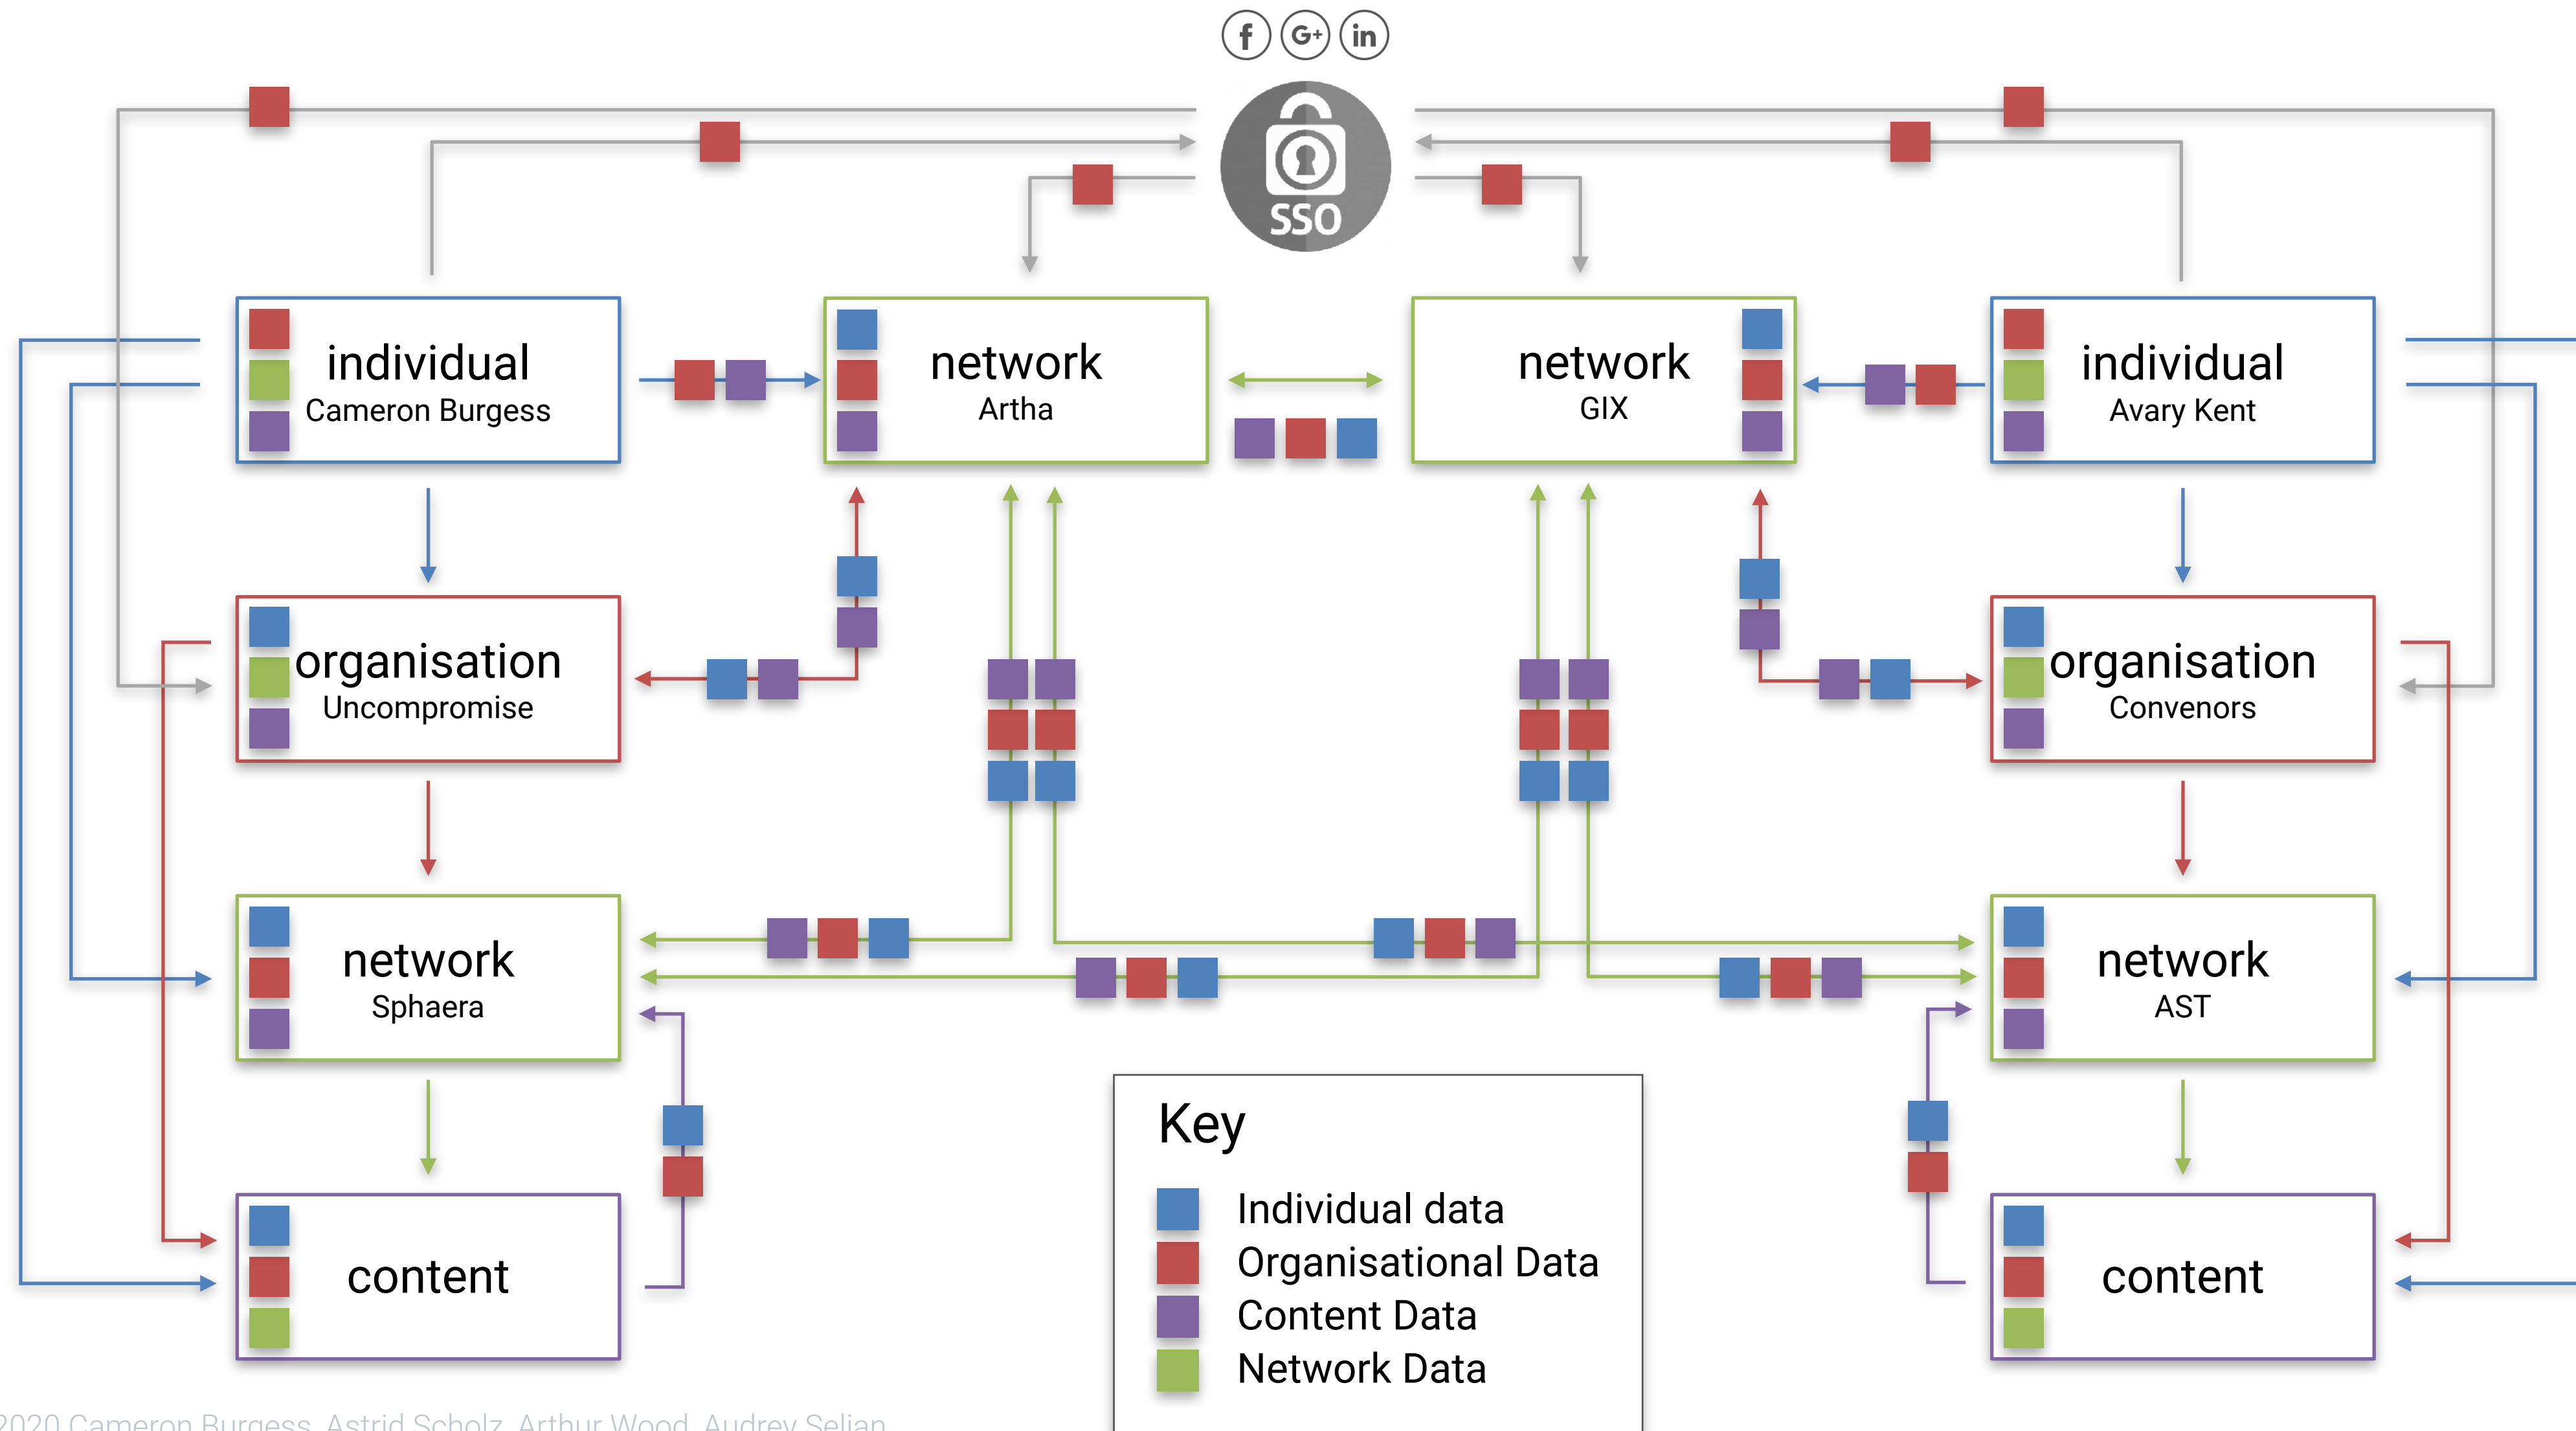 f G+ in
SSO
individual
Cameron Burgess
network
Artha
network
GIX
individual
Avary Kent
organisation
Uncompromise
organisation
Convenors
network
Sphaera
network
AST
content
content
Key
Individual data
Organisational Data
Content Data
Network Data
2020 Cameron Burgess, Astrid Scholz, Arthur Wood, Audrey Selian